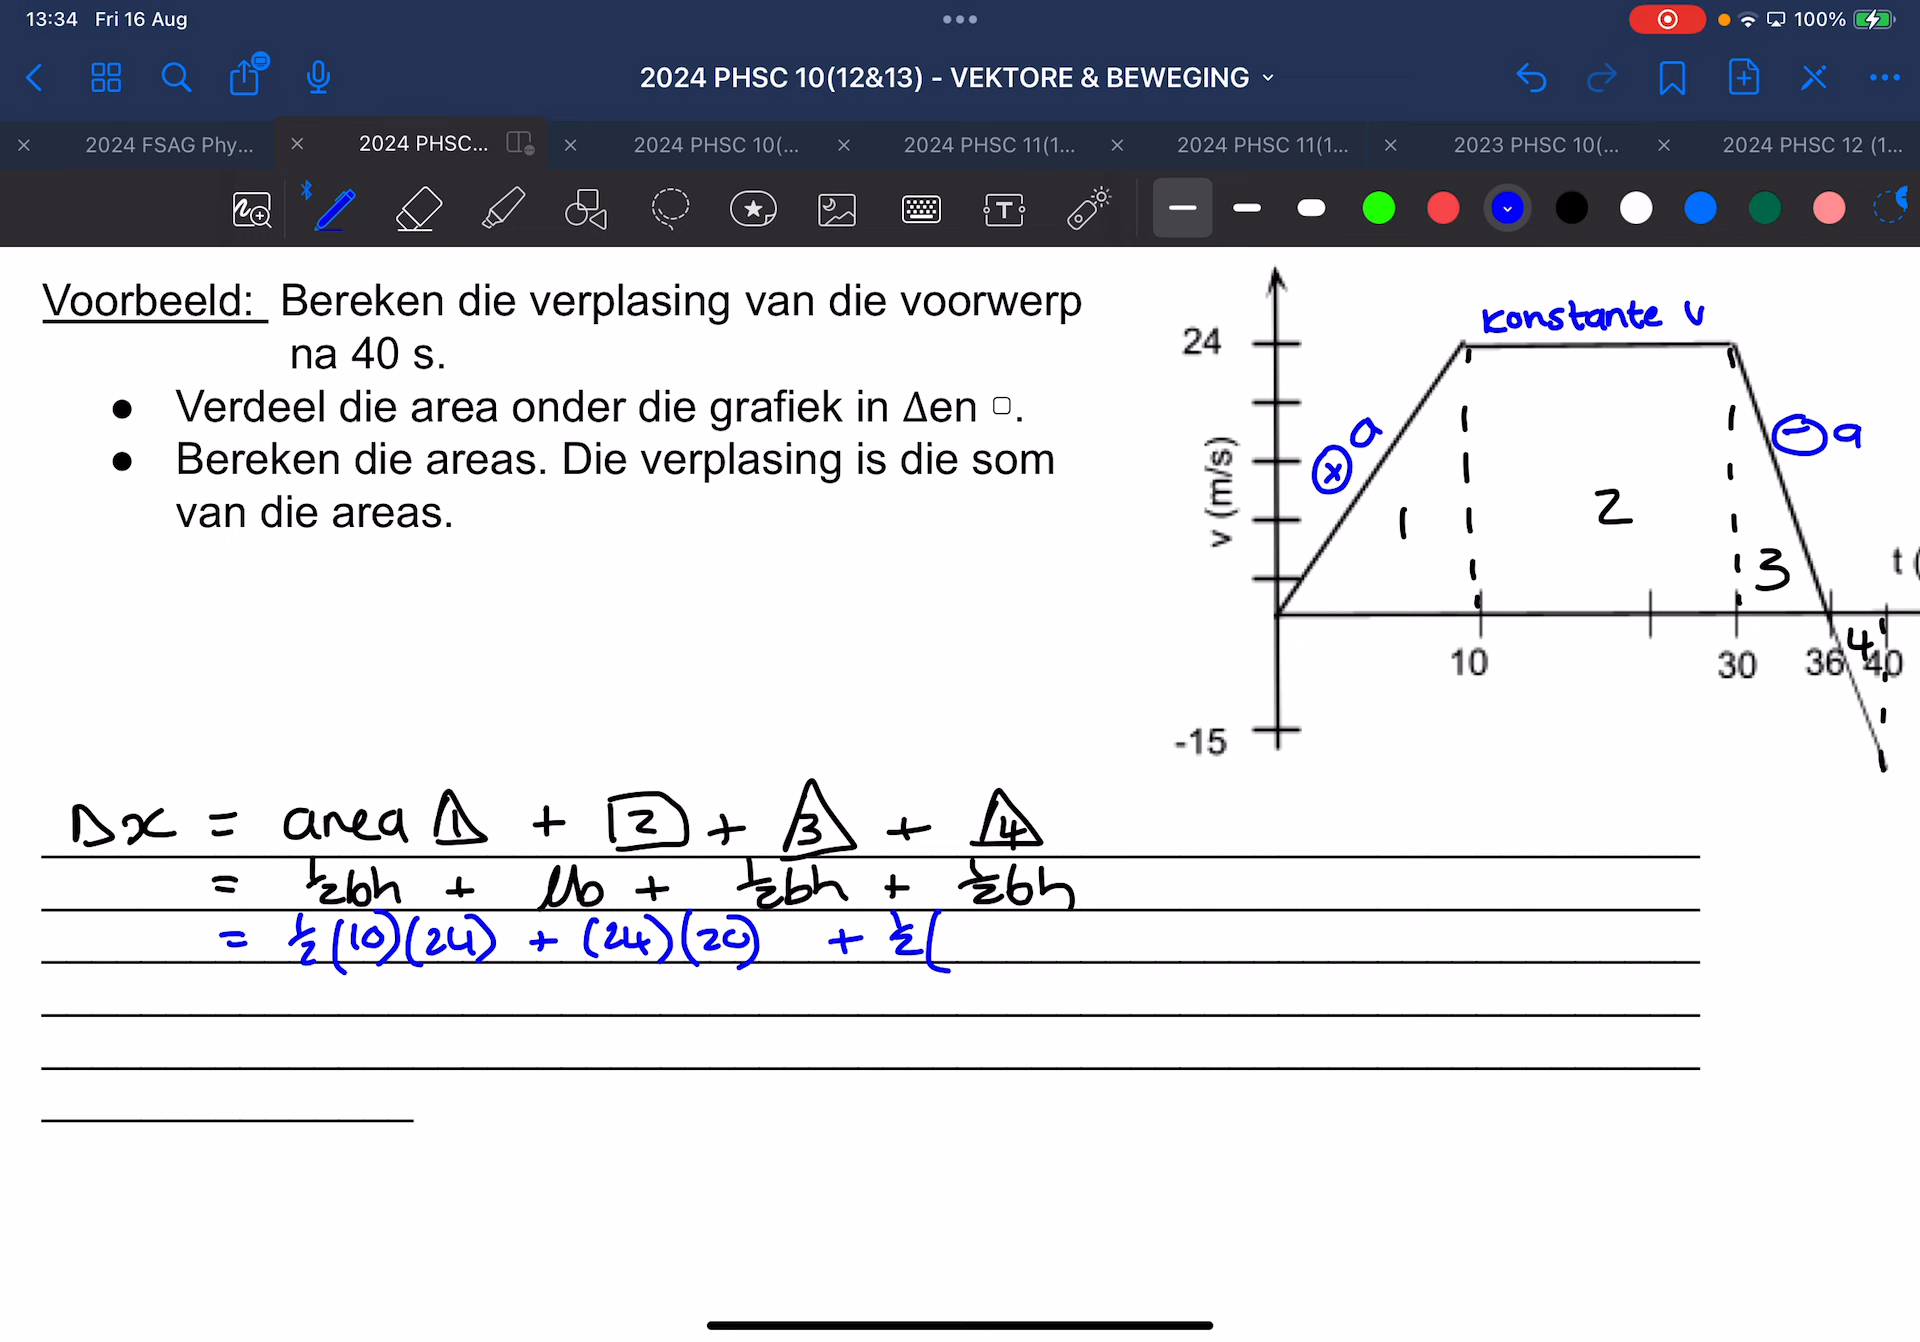 13:34 Fri 16 Aug
100%
2024 PHSC 10(12&13) - VEKTORE & BEWEGING
2024 FSAG Phy...
2024 PHSC...
2024 PHSC 10(...
2024 PHSC 11(1...
2024 PHSC 11(1...
2023 PHSC 10(...
2024 PHSC 12 (1...
Voorbeeld: Bereken die verplasing van die voorwerp
na 40 s.
● Verdeel die area onder die grafiek in Δen ▢.
● Bereken die areas. Die verplasing is die som
van die areas.
konstante v
24
v (m/s)
a
a
1
2
3
4
t (
10
30
36
40
-15
Δx = area 1 + 2 + 3 + 4
= ½bh + lb + ½bh + ½bh
= ½(10)(24) + (24)(20) + ½(